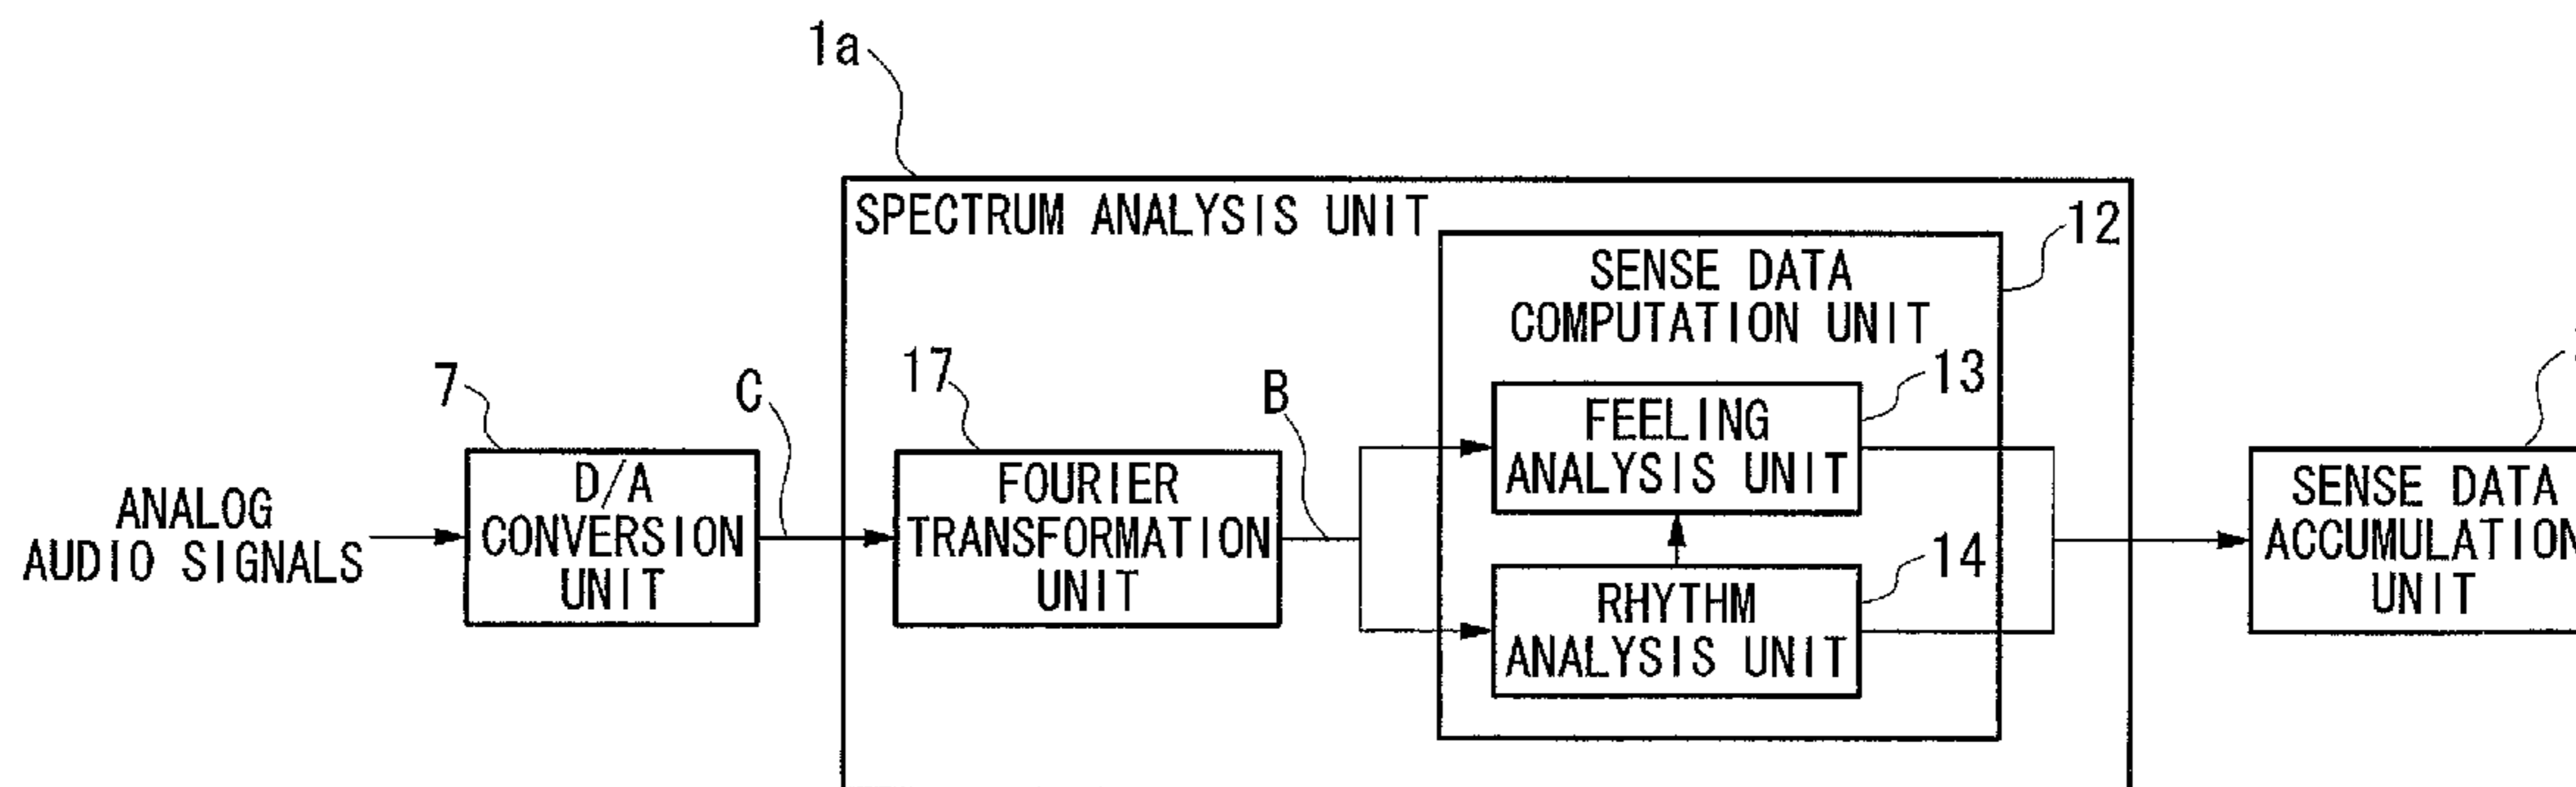 1a
SPECTRUM ANALYSIS UNIT
12
SENSE DATA
COMPUTATION UNIT
7
C
17
B
13
FEELING
ANALYSIS UNIT
ANALOG
AUDIO SIGNALS
D/A
CONVERSION
UNIT
FOURIER
TRANSFORMATION
UNIT
14
RHYTHM
ANALYSIS UNIT
SENSE DATA
ACCUMULATION
UNIT